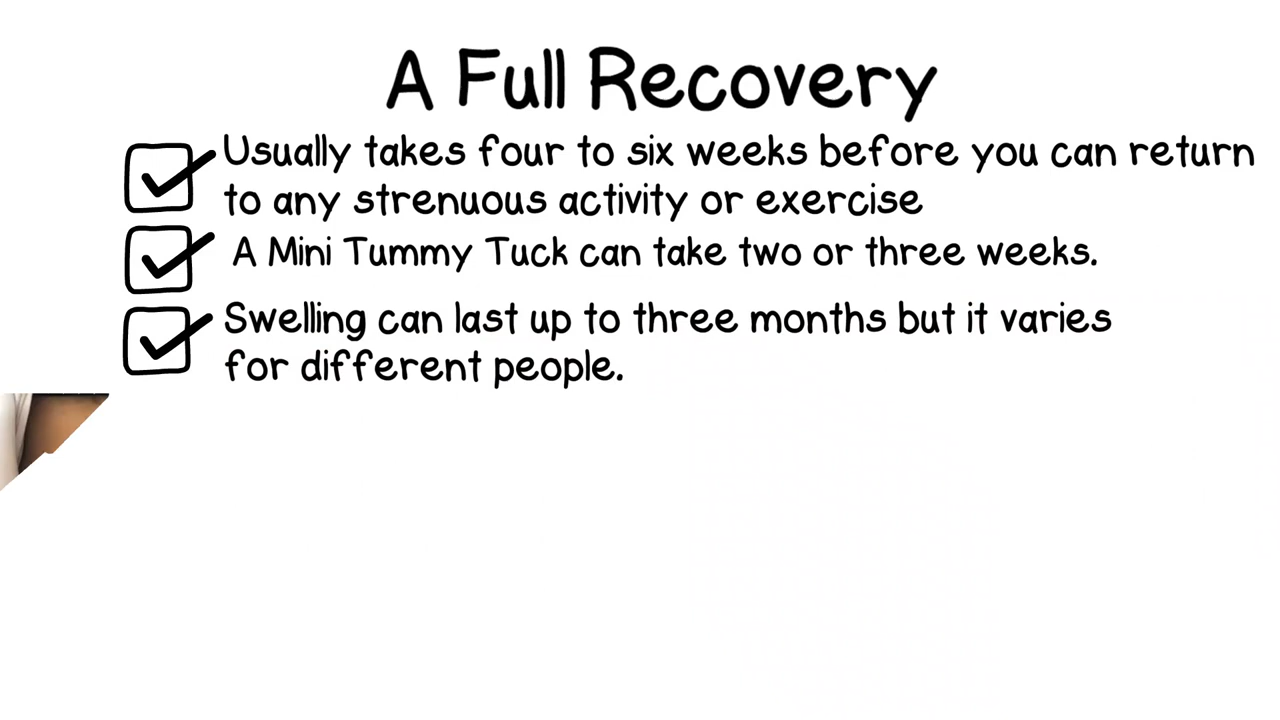 A Full Recovery
Usually takes four to six weeks before you can return
to any strenuous activity or exercise
A Mini Tummy Tuck can take two or three weeks.
Swelling can last up to three months but it varies
for different people.